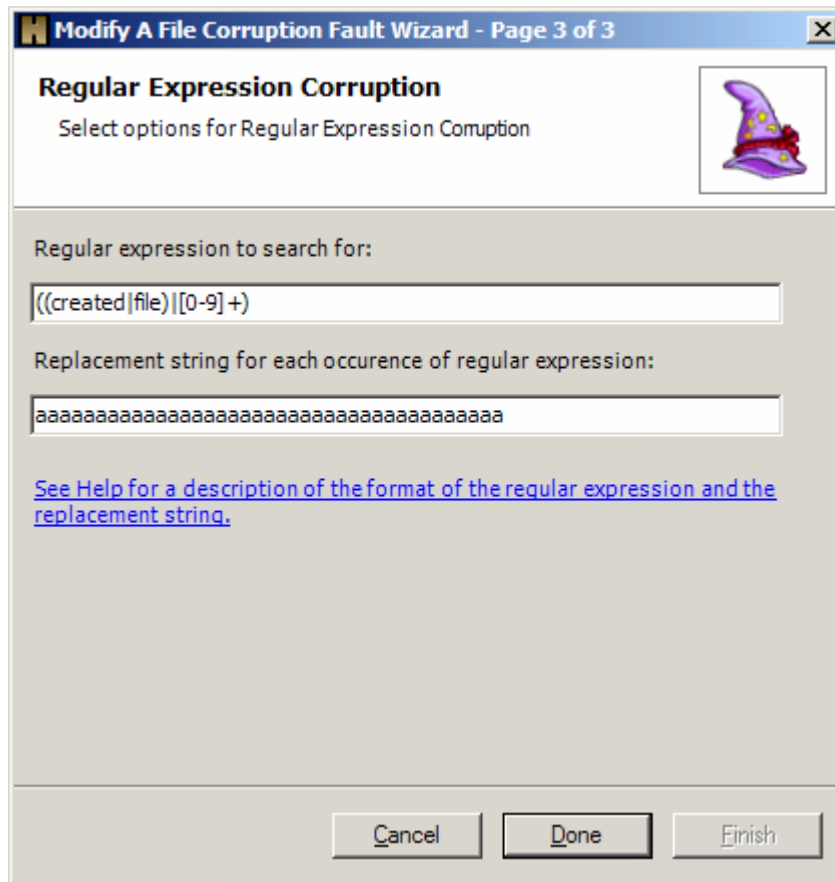 Modify A File Corruption Fault Wizard - Page 3 of 3
Regular Expression Corruption
Select options for Regular Expression Corruption
Regular expression to search for:
((created|file)|[0-9]+)
Replacement string for each occurence of regular expression:
aaaaaaaaaaaaaaaaaaaaaaaaaaaaaaaaaaaaaaa
See Help for a description of the format of the regular expression and the
replacement string.
Cancel Done Finish